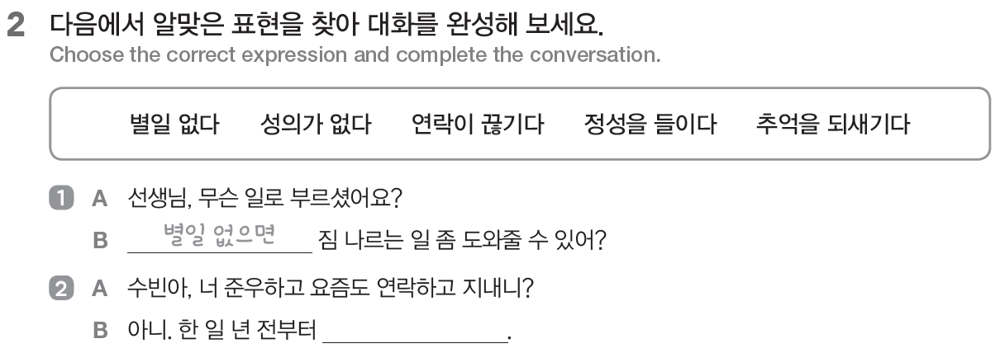 2 다음에서 알맞은 표현을 찾아 대화를 완성해 보세요.
Choose the correct expression and complete the conversation.
별일 없다 성의가 없다 연락이 끊기다 정성을 들이다 추억을 되새기다
1 A 선생님, 무슨 일로 부르셨어요?
B 별일 없으면 짐 나르는 일 좀 도와줄 수 있어?
2 A 수빈아, 너 준우하고 요즘도 연락하고 지내니?
B 아니. 한 일 년 전부터 ________________.